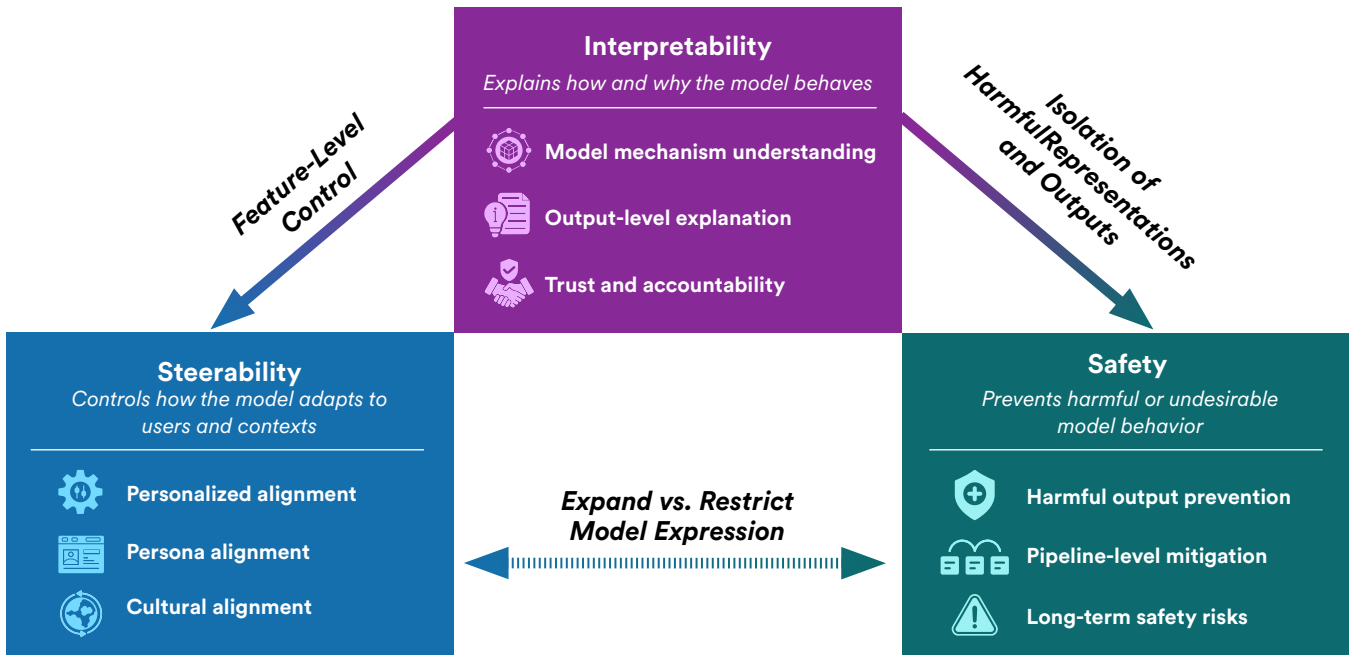 Interpretability
Explains how and why the model behaves
Model mechanism understanding
Output-level explanation
Trust and accountability
Feature-Level
Control
Isolation of
HarmfulRepresentations
and Outputs
Steerability
Controls how the model adapts to
users and contexts
Personalized alignment
Persona alignment
Cultural alignment
Expand vs. Restrict
Model Expression
Safety
Prevents harmful or undesirable
model behavior
Harmful output prevention
Pipeline-level mitigation
Long-term safety risks